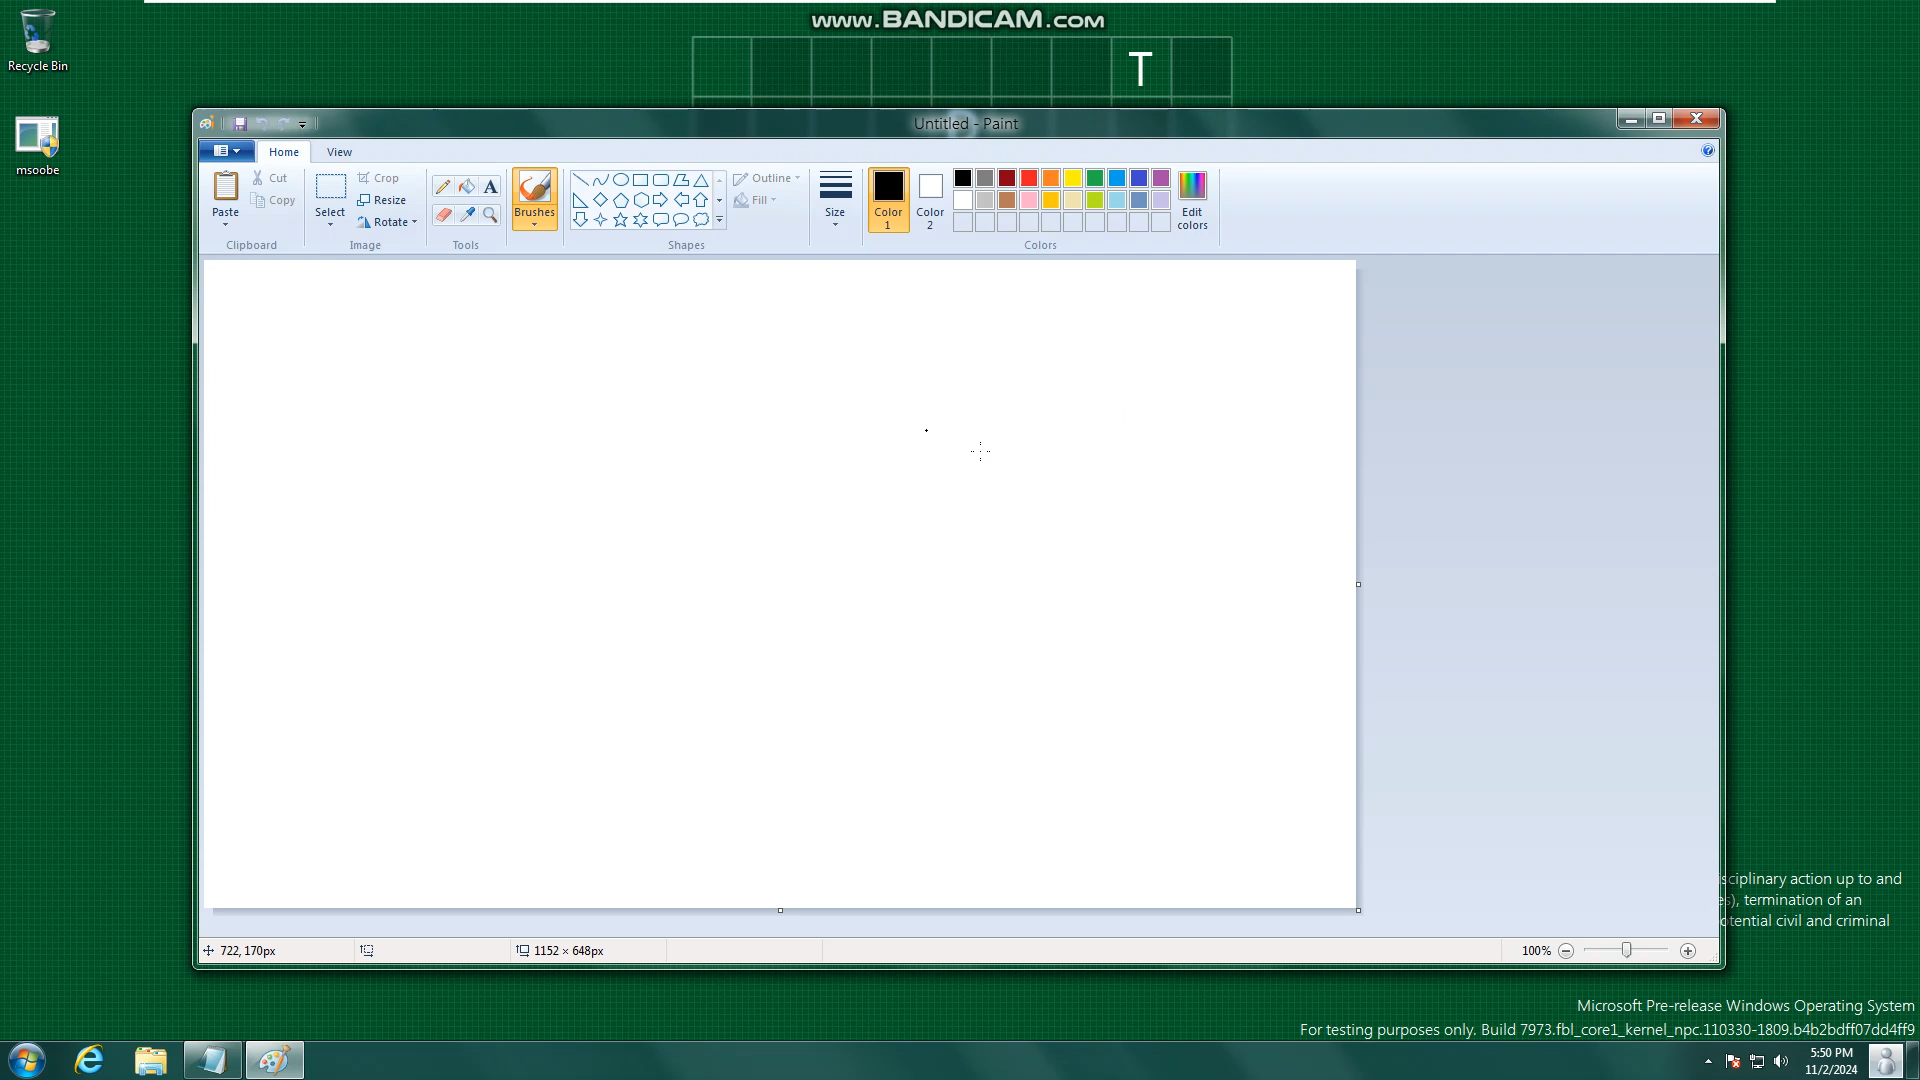 www.BANDICAM.com
Recycle Bin
T
Untitled - Paint
msoobe
Home
View
Paste
Cut
Copy
Clipboard
Select
Crop
Resize
Rotate
Image
Tools
Brushes
Outline
Fill
Shapes
Size
Color
1
Color
2
Edit
colors
Colors
isciplinary action up to and
es), termination of an
otential civil and criminal
722, 170px
1152 × 648px
100%
Microsoft Pre-release Windows Operating System
For testing purposes only. Build 7973.fbl_core1_kernel_npc.110330-1809.b4b2bdff07dd4ff9
5:50 PM
11/2/2024